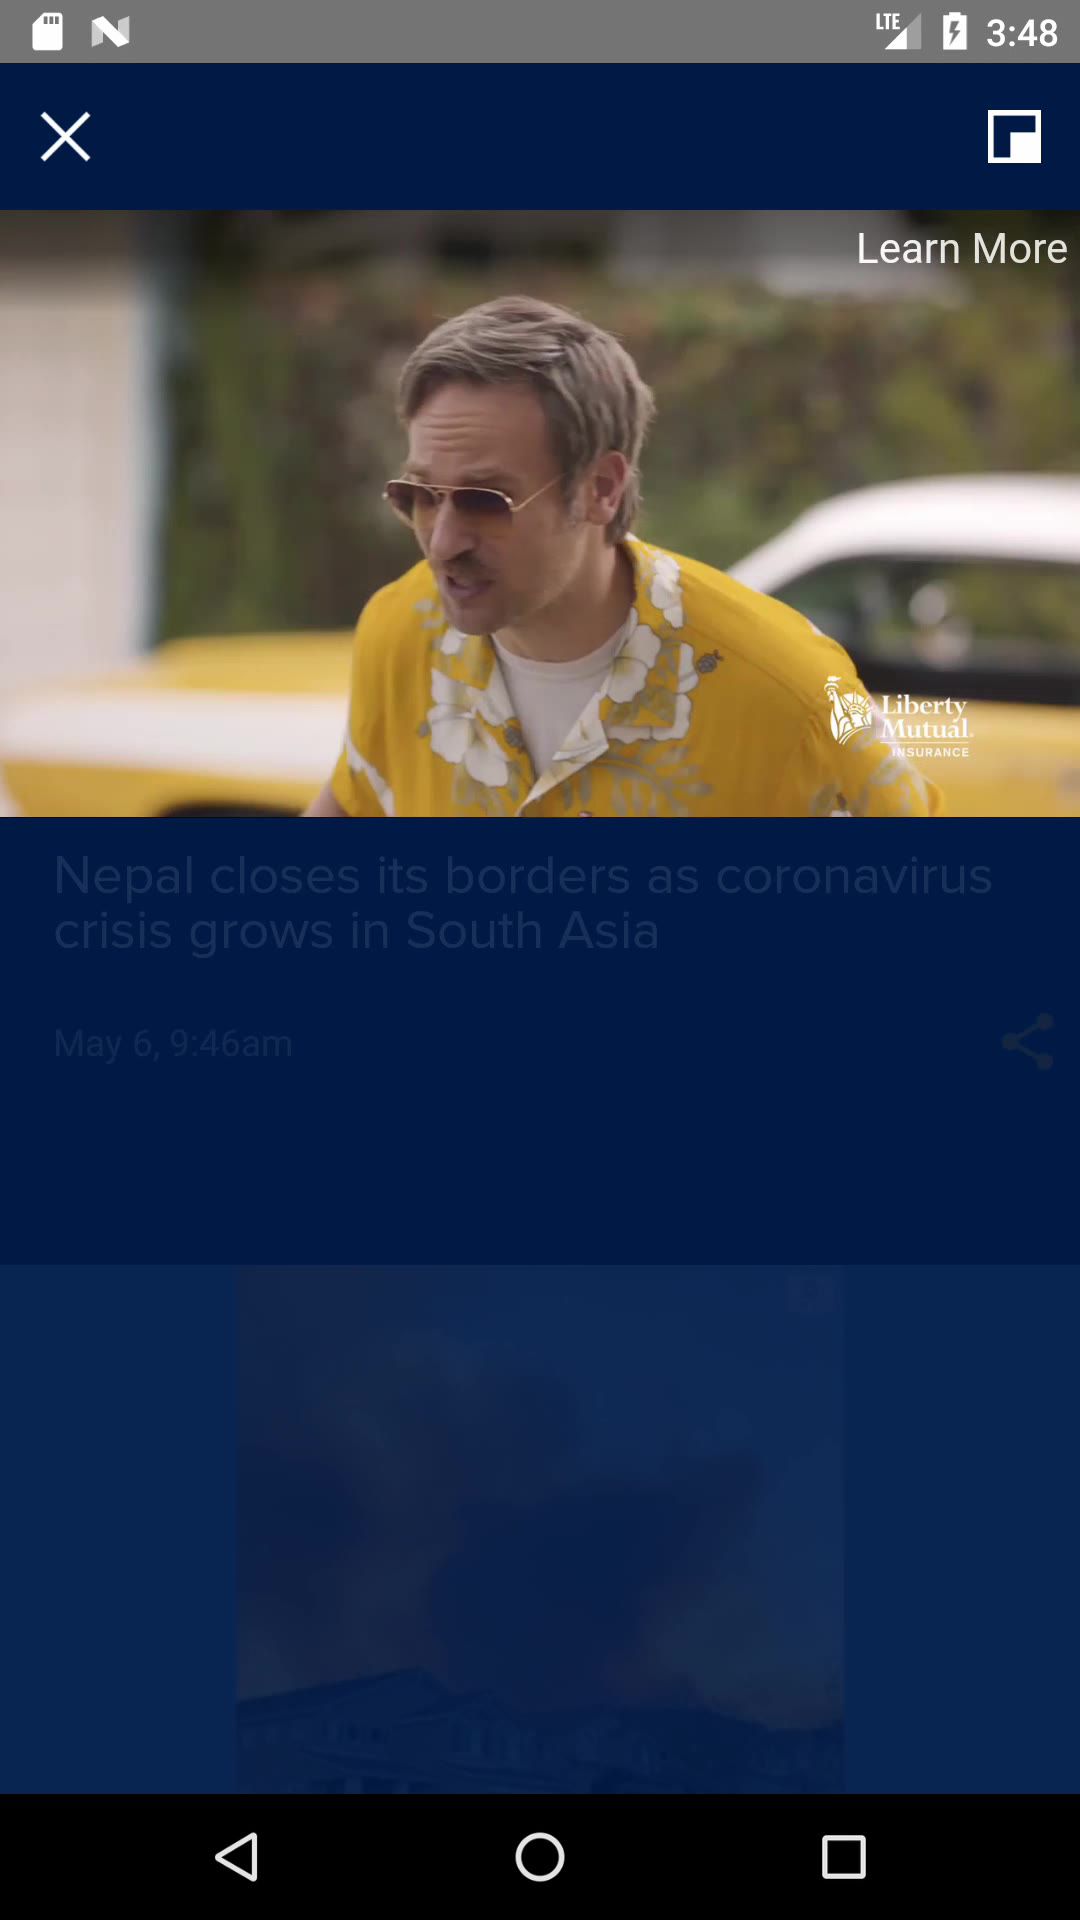 LTE
3:48
Learn More
Liberty
Mutual.
INSURANCE
Nepal closes its borders as coronavirus
crisis grows in South Asia
May 6, 9:46am